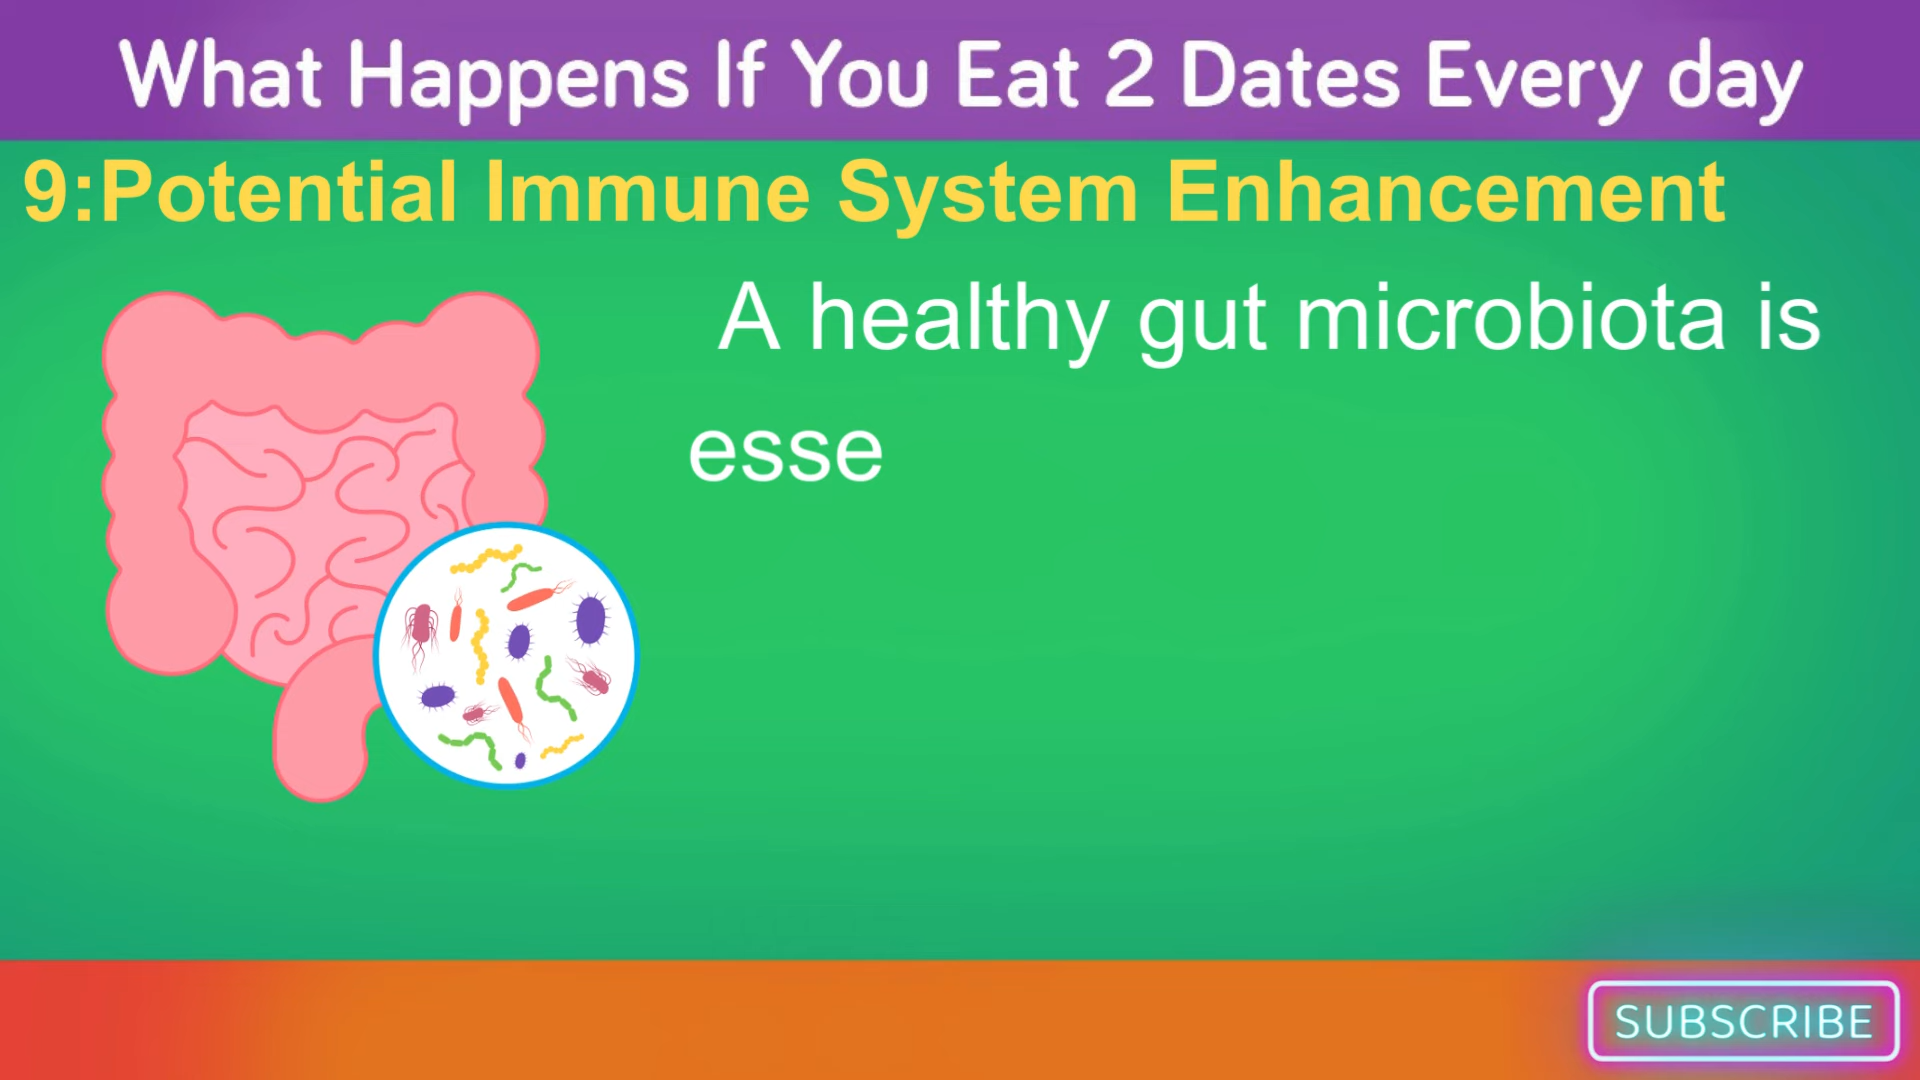 What Happens If You Eat 2 Dates Every day
9:Potential Immune System Enhancement
A healthy gut microbiota is
esse
SUBSCRIBE